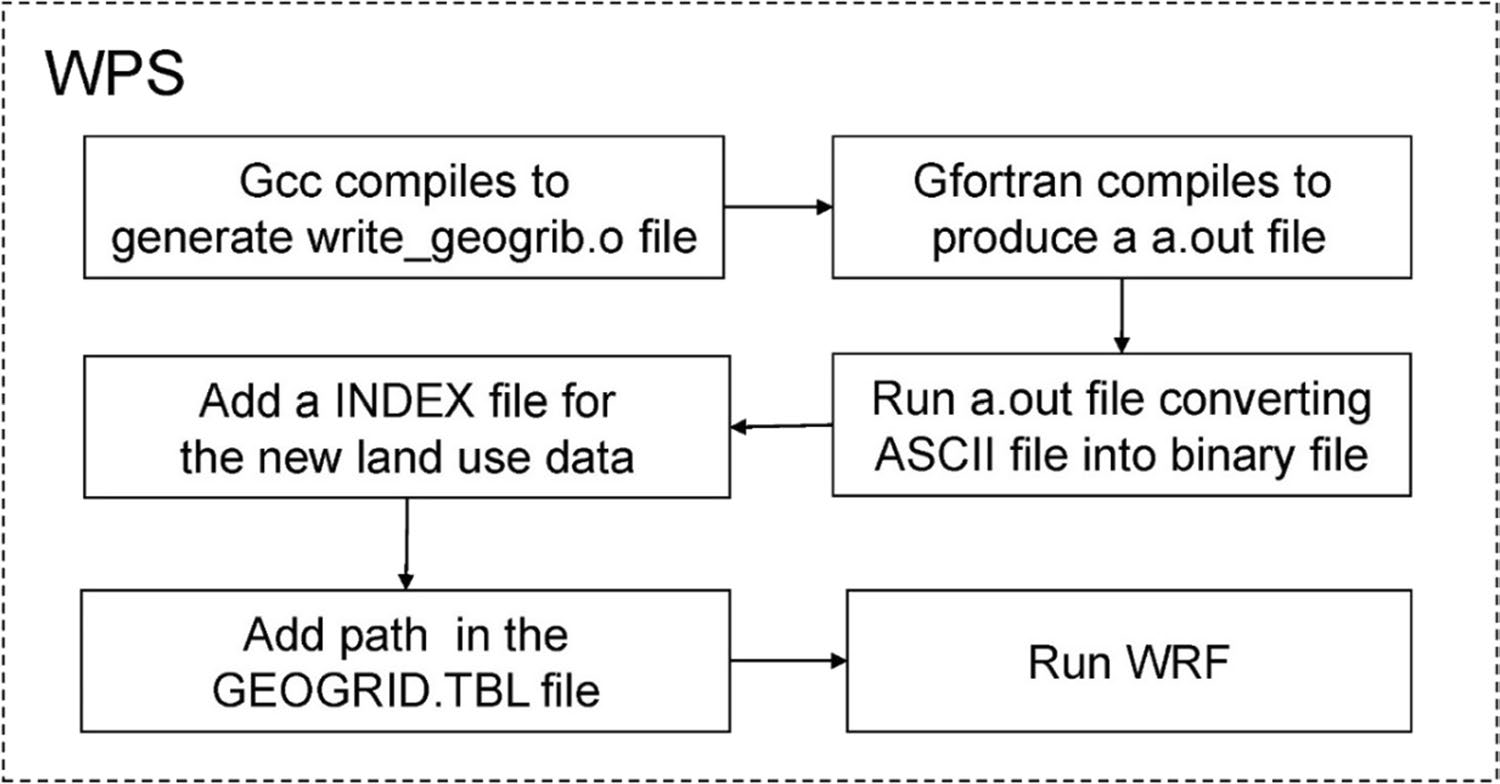 WPS
Gcc compiles to
generate write_geogrib.o file
Gfortran compiles to
produce a a.out file
Run a.out file converting
ASCII file into binary file
Add a INDEX file for
the new land use data
Add path in the
GEOGRID.TBL file
Run WRF